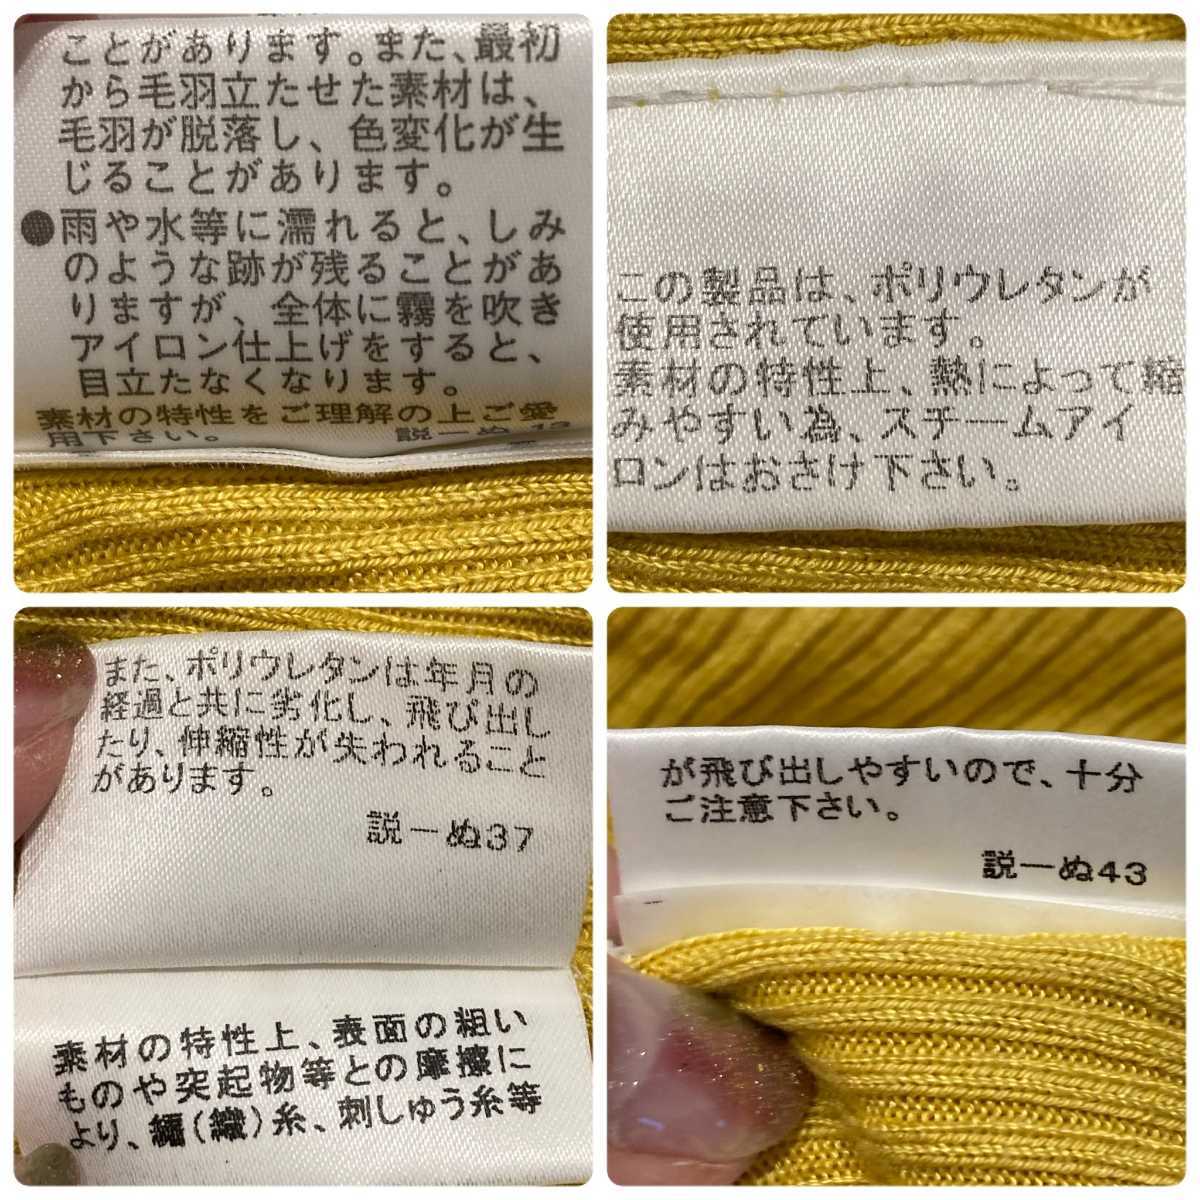 ことがあります。また、最初
から毛羽立たせた素材は、
毛羽が脱落し、色変化が生
じることがあります。
●雨や水等に濡れると、しみ
のような跡が残ることがあ
りますが、全体に霧を吹き
アイロン仕上げをすると、
目立たなくなります。
素材の特性をご理解の上ご愛
用下さい。 説ーぬ 13
この製品は、ポリウレタンが
使用されています。
素材の特性上、熱によって縮
みやすい為、スチームアイ
ロンはおさけ下さい。
また、ポリウレタンは年月の
経過と共に劣化し、飛び出し
たり、伸縮性が失われること
があります。
説ーぬ37
素材の特性上、表面の粗い
ものや突起物等との摩擦に
より、編(織)糸、刺しゅう糸等
が飛び出しやすいので、十分
ご注意下さい。
説ーぬ43